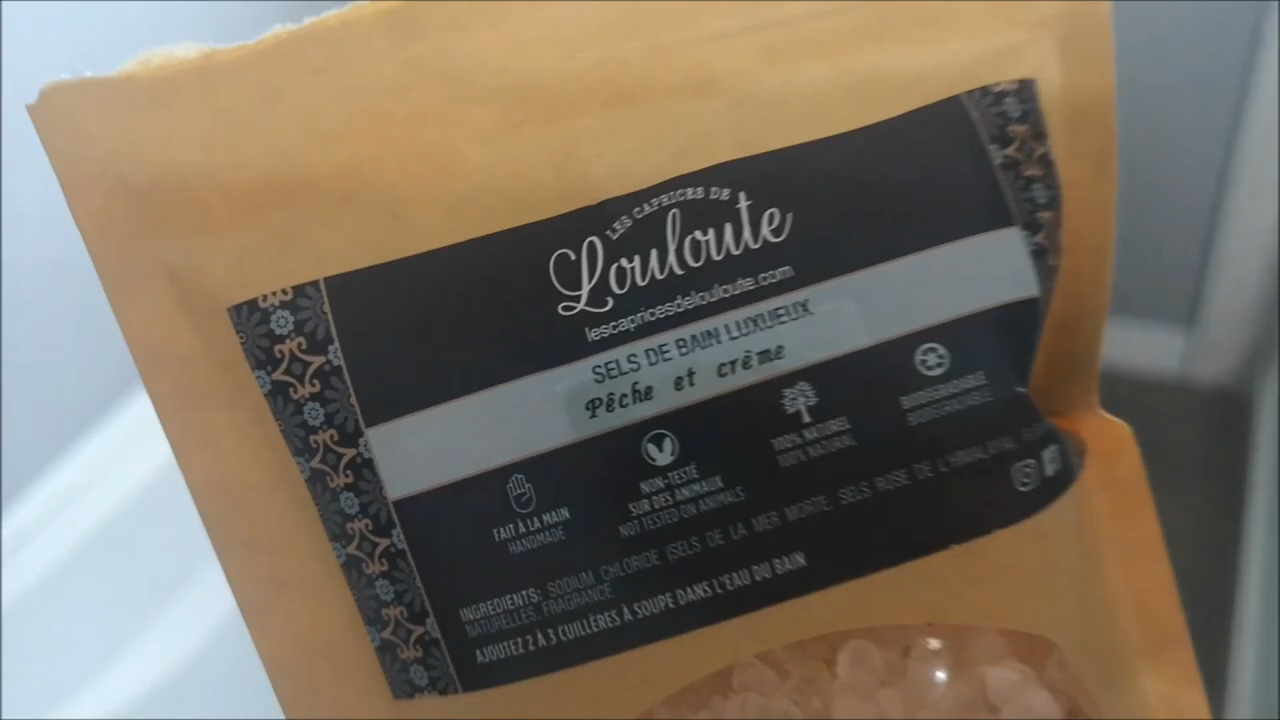 LES CAPRICES DE
Louloute
lescapricesdelouloute.com
SELS DE BAIN LUXUEUX
Pêche et crème
FAIT À LA MAIN
HANDMADE
NON-TESTÉ
SUR DES ANIMAUX
NOT TESTED ON ANIMALS
100% NATUREL
100% NATURAL
BIODÉGRADABLE
BIODEGRADABLE
INGREDIENTS: SODIUM CHLORIDE (SELS DE LA MER MORTE, SELS ROSE DE L'HIMALAYA,
NATURELLES, FRAGRANCE
AJOUTEZ 2 À 3 CUILLÈRES À SOUPE DANS L'EAU DU BAIN